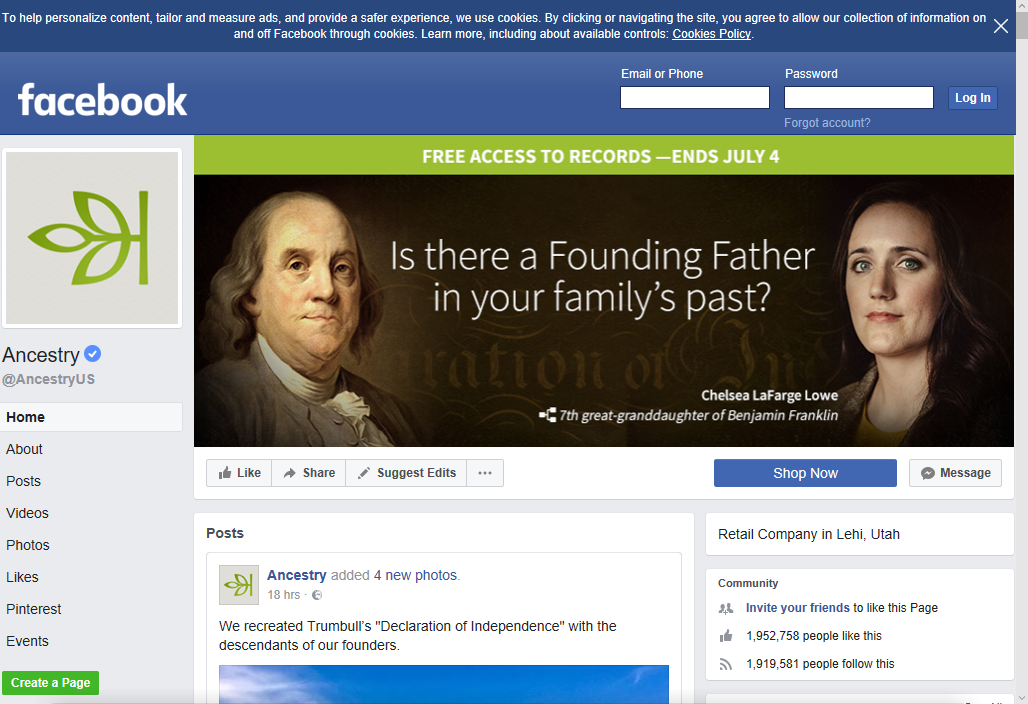 To help personalize content, tailor and measure ads, and provide a safer experience, we use cookies. By clicking or navigating the site, you agree to allow our collection of information on
and off Facebook through cookies. Learn more, including about available controls: Cookies Policy.
facebook
Email or Phone
Password
Log In
Forgot account?
FREE ACCESS TO RECORDS —ENDS JULY 4
Is there a Founding Father
in your family's past?
Chelsea LaFarge Lowe
7th great-granddaughter of Benjamin Franklin
Ancestry
@AncestryUS
Home
About
Posts
Videos
Photos
Likes
Pinterest
Events
Create a Page
Like
Share
Suggest Edits
Shop Now
Message
Posts
Ancestry added 4 new photos.
18 hrs ·
We recreated Trumbull's "Declaration of Independence" with the
descendants of our founders.
Retail Company in Lehi, Utah
Community
Invite your friends to like this Page
1,952,758 people like this
1,919,581 people follow this